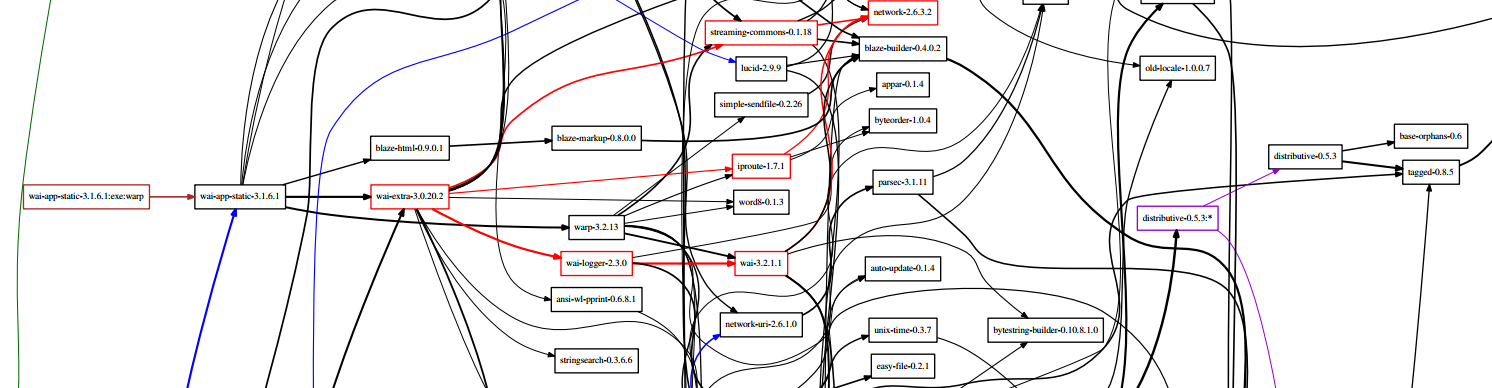 network-2.6.3.2
streaming-commons-0.1.18
blaze-builder-0.4.0.2
lucid-2.9.9
old-locale-1.0.0.7
appar-0.1.4
simple-sendfile-0.2.26
byteorder-1.0.4
blaze-markup-0.8.0.0
base-orphans-0.6
blaze-html-0.9.0.1
distributive-0.5.3
iproute-1.7.1
tagged-0.8.5
parsec-3.1.11
wai-app-static-3.1.6.1:exe:warp
wai-app-static-3.1.6.1
wai-extra-3.0.20.2
word8-0.1.3
distributive-0.5.3:*
warp-3.2.13
wai-logger-2.3.0
wai-3.2.1.1
auto-update-0.1.4
ansi-wl-pprint-0.6.8.1
network-uri-2.6.1.0
unix-time-0.3.7
bytestring-builder-0.10.8.1.0
stringsearch-0.3.6.6
easy-file-0.2.1